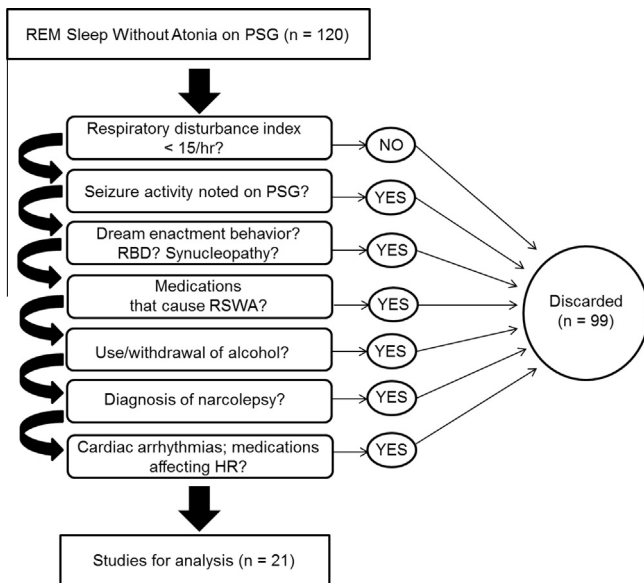 REM Sleep Without Atonia on PSG (n = 120)
Respiratory disturbance index
< 15/hr?
NO
Seizure activity noted on PSG?
YES
Dream enactment behavior?
RBD? Synucleopathy?
YES
Medications
that cause RSWA?
YES
Use/withdrawal of alcohol?
YES
Diagnosis of narcolepsy?
YES
Cardiac arrhythmias; medications
affecting HR?
YES
Discarded
(n = 99)
Studies for analysis (n = 21)